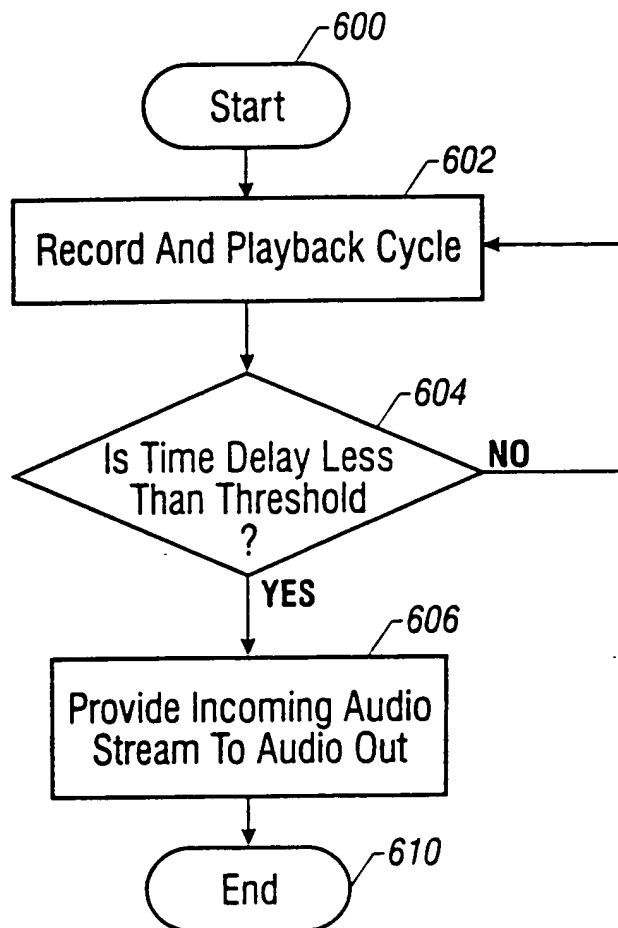 600
Start
602
Record And Playback Cycle
604
Is Time Delay Less
Than Threshold
?
NO
YES
606
Provide Incoming Audio
Stream To Audio Out
610
End